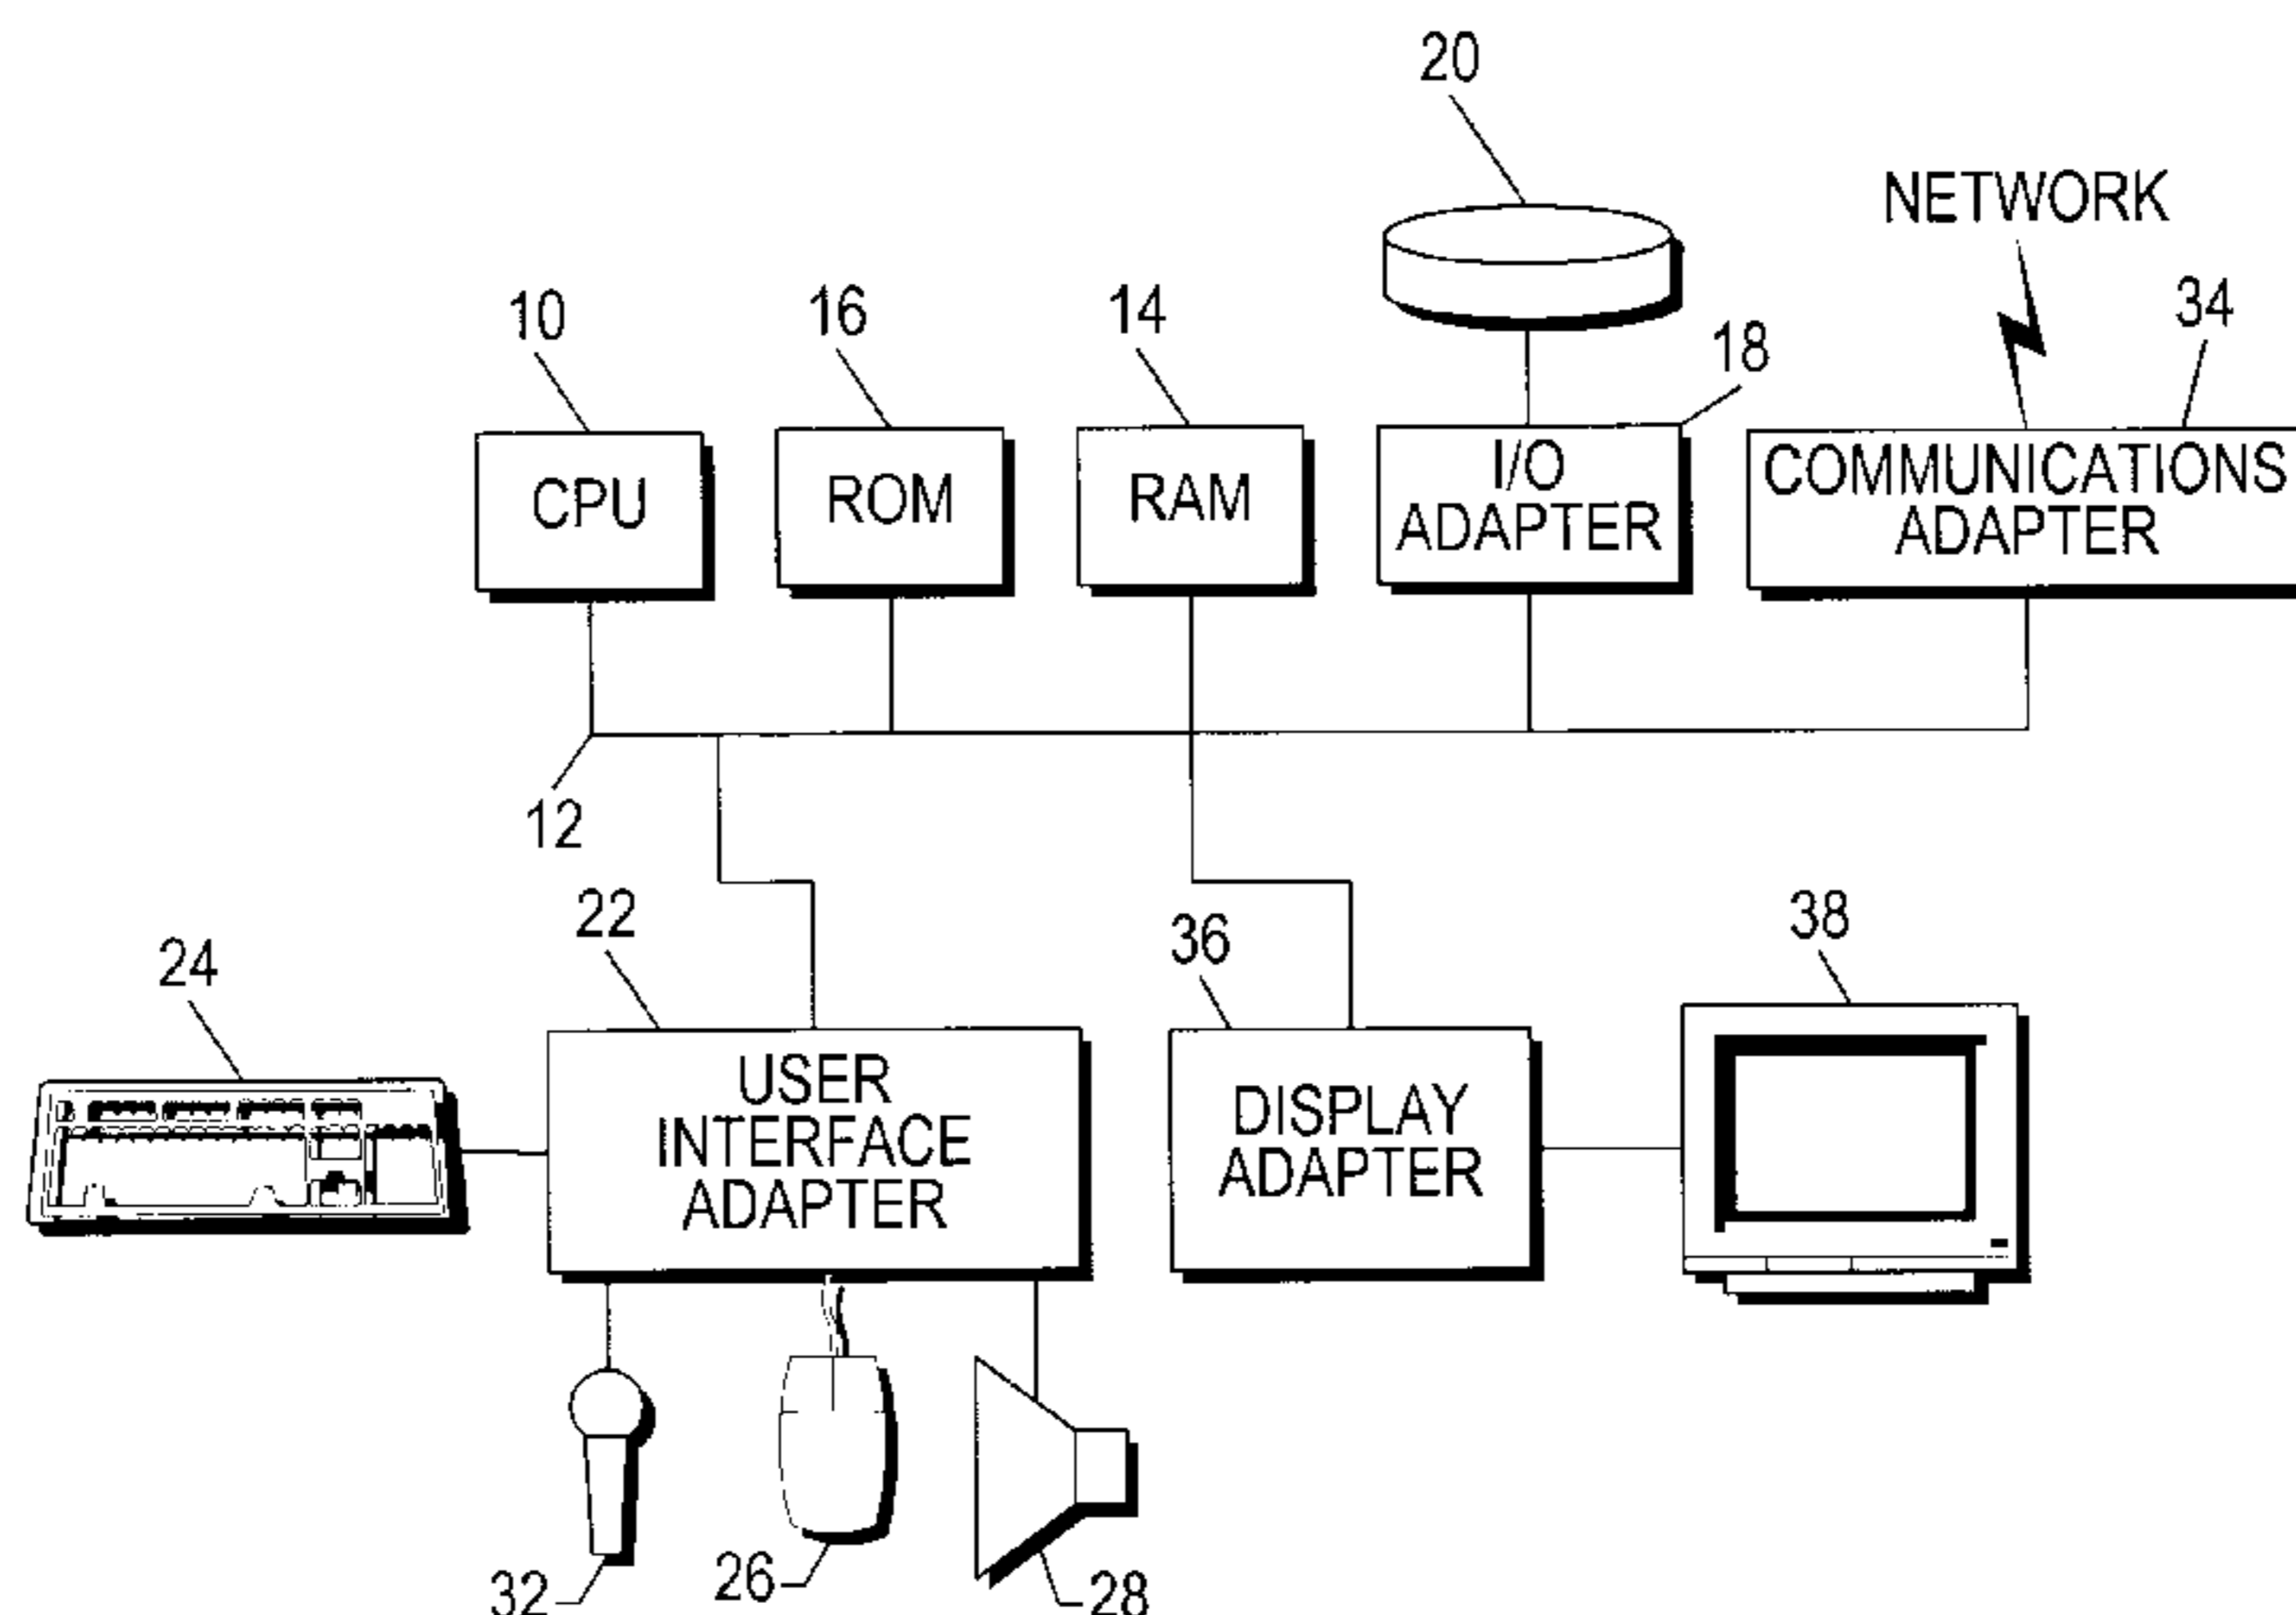 20
NETWORK
10
16
14
18
34
CPU
ROM
RAM
I/O
ADAPTER
COMMUNICATIONS
ADAPTER
12
22
36
38
24
USER
INTERFACE
ADAPTER
DISPLAY
ADAPTER
32
26
28